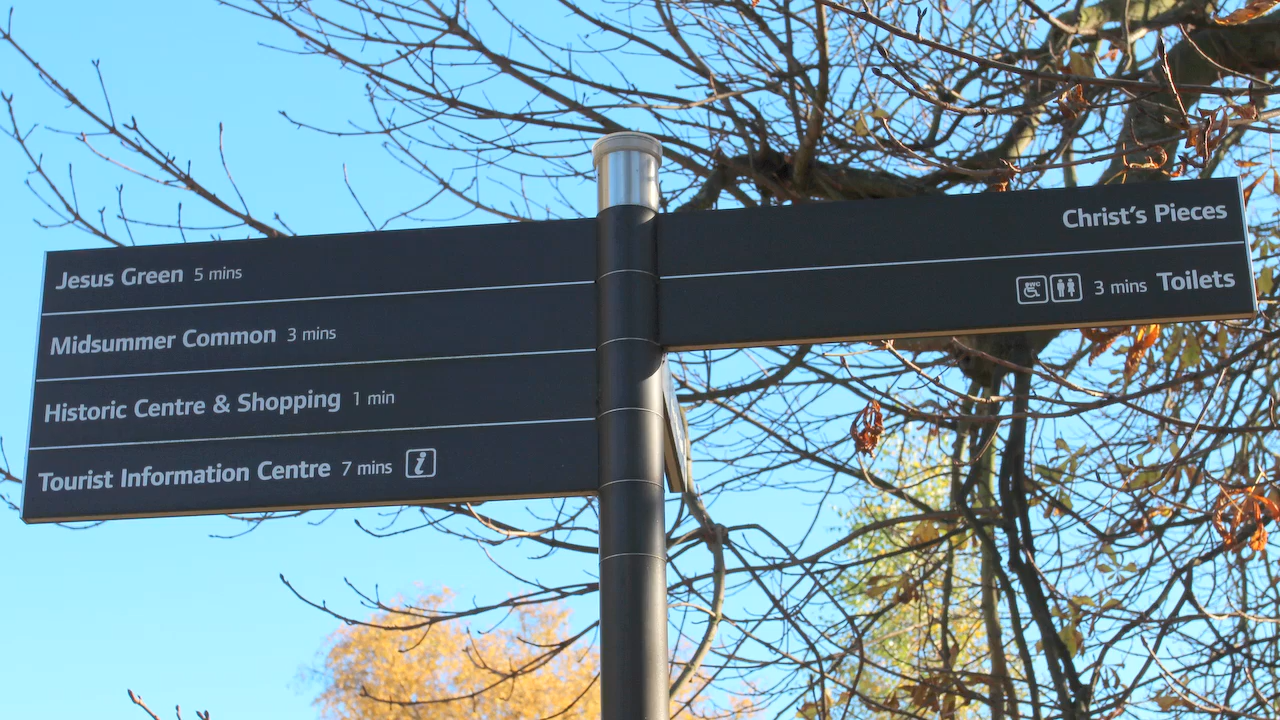 Jesus Green 5 mins
Midsummer Common 3 mins
Historic Centre & Shopping 1 min
Tourist Information Centre 7 mins i
Christ's Pieces
WC 3 mins Toilets